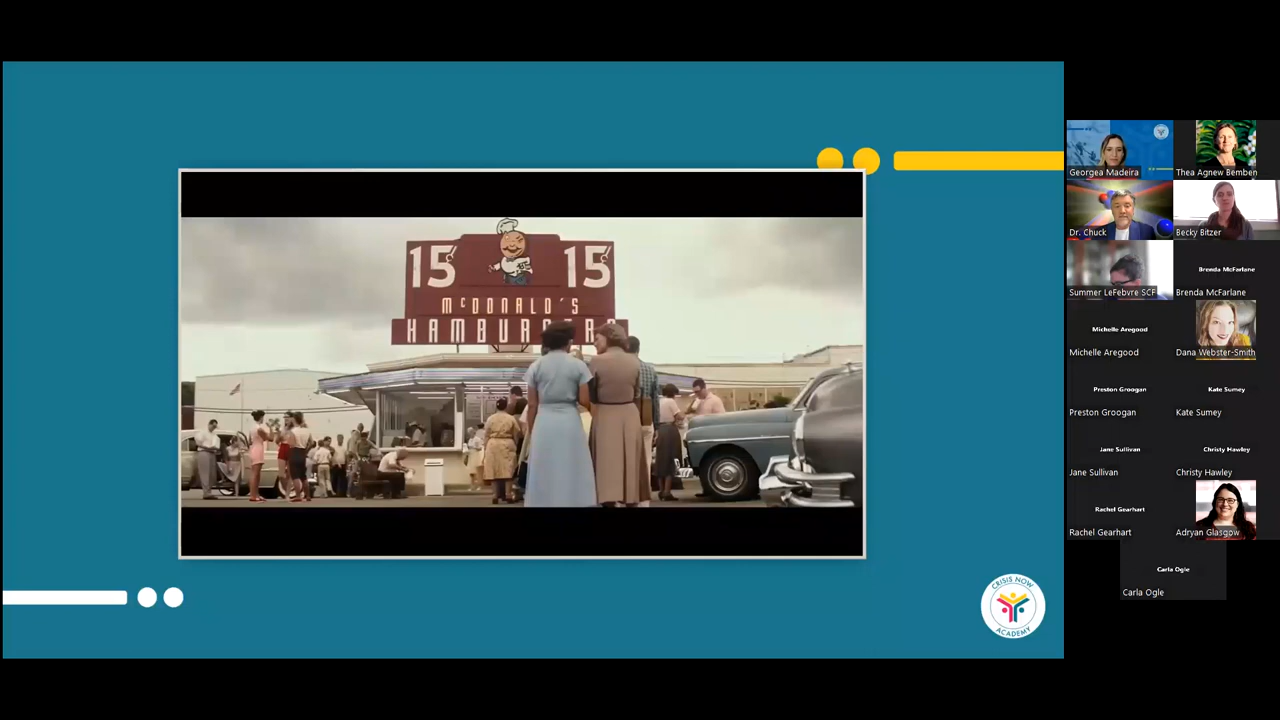 15¢ 15¢
McDONALD'S
HAMBURGERS
CRISIS NOW
ACADEMY
Georgea Madeira
Thea Agnew Bemben
Dr. Chuck
Becky Bitzer
Summer LeFebvre SCF
Brenda McFarlane
Brenda McFarlane
Michelle Aregood
Michelle Aregood
Dana Webster-Smith
Preston Groogan
Kate Sumey
Preston Groogan
Kate Sumey
Jane Sullivan
Christy Hawley
Jane Sullivan
Christy Hawley
Rachel Gearhart
Rachel Gearhart
Adryan Glasgow
Carla Ogle
Carla Ogle